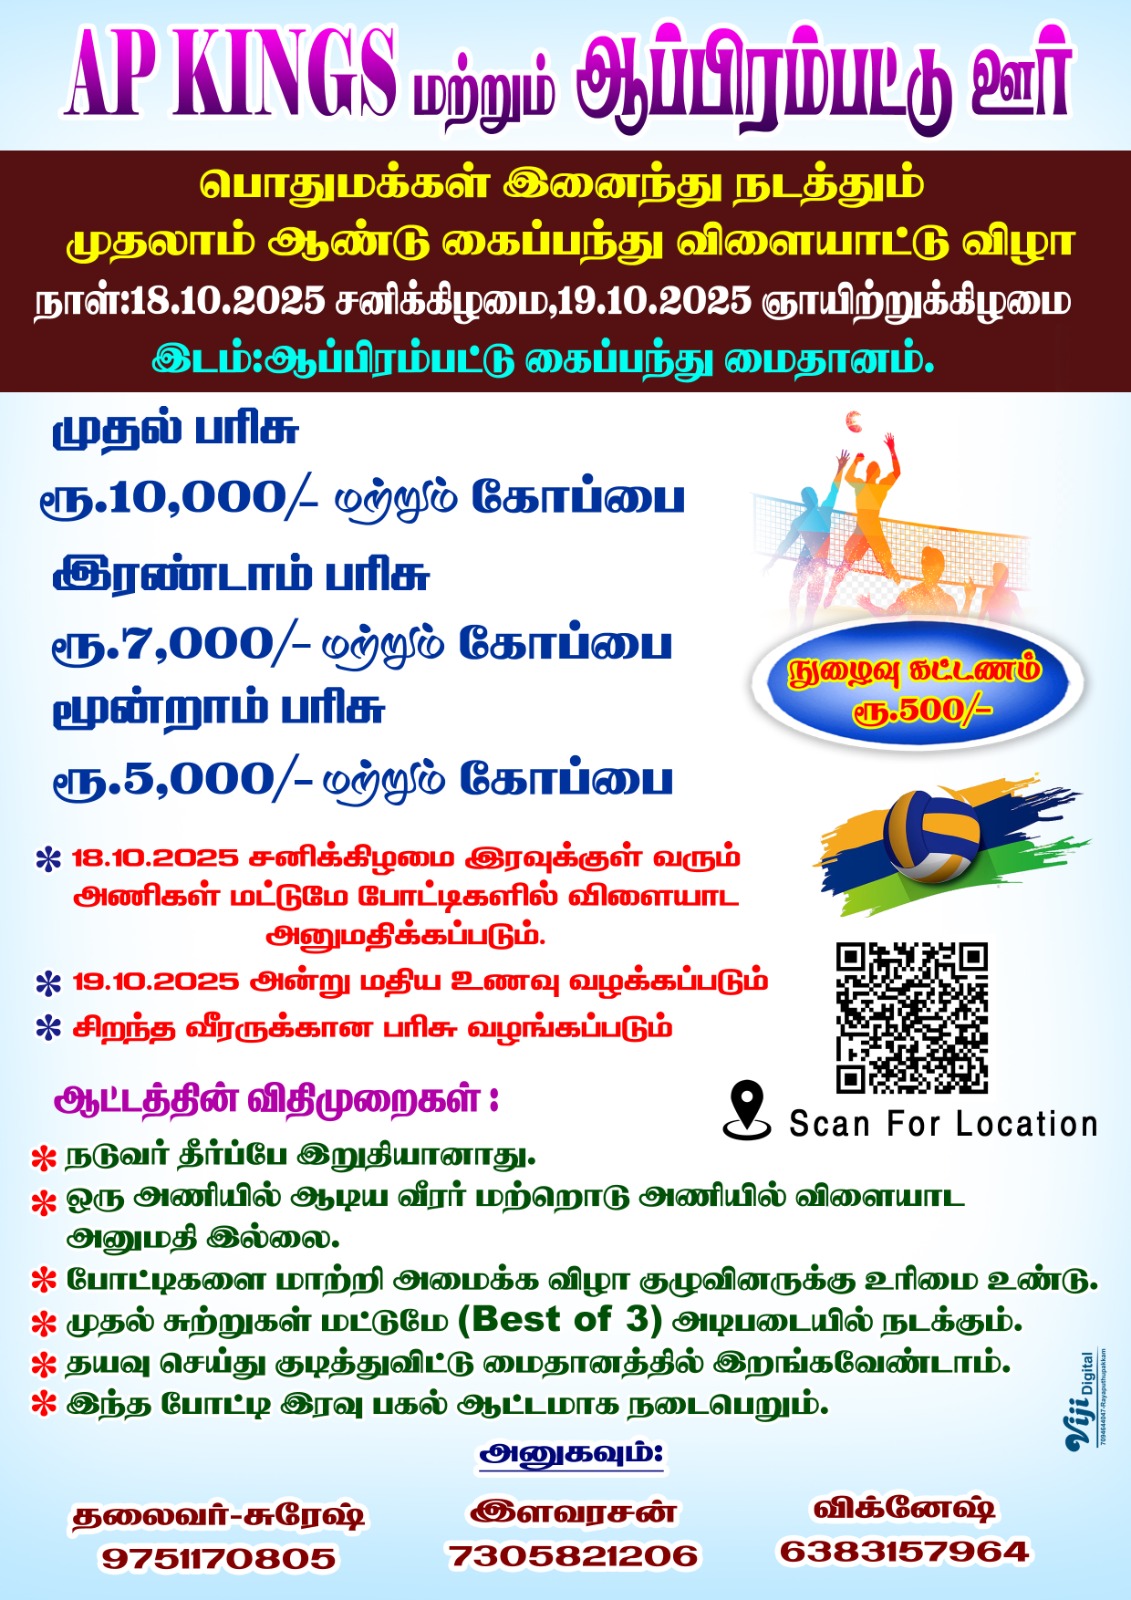 AP KINGS மற்றும் ஆப்பிரம்பட்டு ஊர்
பொதுமக்கள் இனைந்து நடத்தும்
முதலாம் ஆண்டு கைப்பந்து விளையாட்டு விழா
நாள்:18.10.2025 சனிக்கிழமை,19.10.2025 ஞாயிற்றுக்கிழமை
இடம்:ஆப்பிரம்பட்டு கைப்பந்து மைதானம்.
முதல் பரிசு
ரூ.10,000/- மற்றும் கோப்பை
இரண்டாம் பரிசு
ரூ.7,000/- மற்றும் கோப்பை
மூன்றாம் பரிசு
ரூ.5,000/- மற்றும் கோப்பை
நுழைவு கட்டணம்
ரூ.500/-
* 18.10.2025 சனிக்கிழமை இரவுக்குள் வரும்
அணிகள் மட்டுமே போட்டிகளில் விளையாட
அனுமதிக்கப்படும்.
* 19.10.2025 அன்று மதிய உணவு வழக்கப்படும்
* சிறந்த வீரருக்கான பரிசு வழங்கப்படும்
Scan For Location
ஆட்டத்தின் விதிமுறைகள் :
* நடுவர் தீர்ப்பே இறுதியானாது.
* ஒரு அணியில் ஆடிய வீரர் மற்றொடு அணியில் விளையாட
அனுமதி இல்லை.
* போட்டிகளை மாற்றி அமைக்க விழா குழுவினருக்கு உரிமை உண்டு.
* முதல் சுற்றுகள் மட்டுமே (Best of 3) அடிபடையில் நடக்கும்.
* தயவு செய்து குடித்துவிட்டு மைதானத்தில் இறங்கவேண்டாம்.
* இந்த போட்டி இரவு பகல் ஆட்டமாக நடைபெறும்.
Viji Digital
7094644047-Rayaputhupakkam
அனுகவும்:
தலைவர்-சுரேஷ்
9751170805
இளவரசன்
7305821206
விக்னேஷ்
6383157964